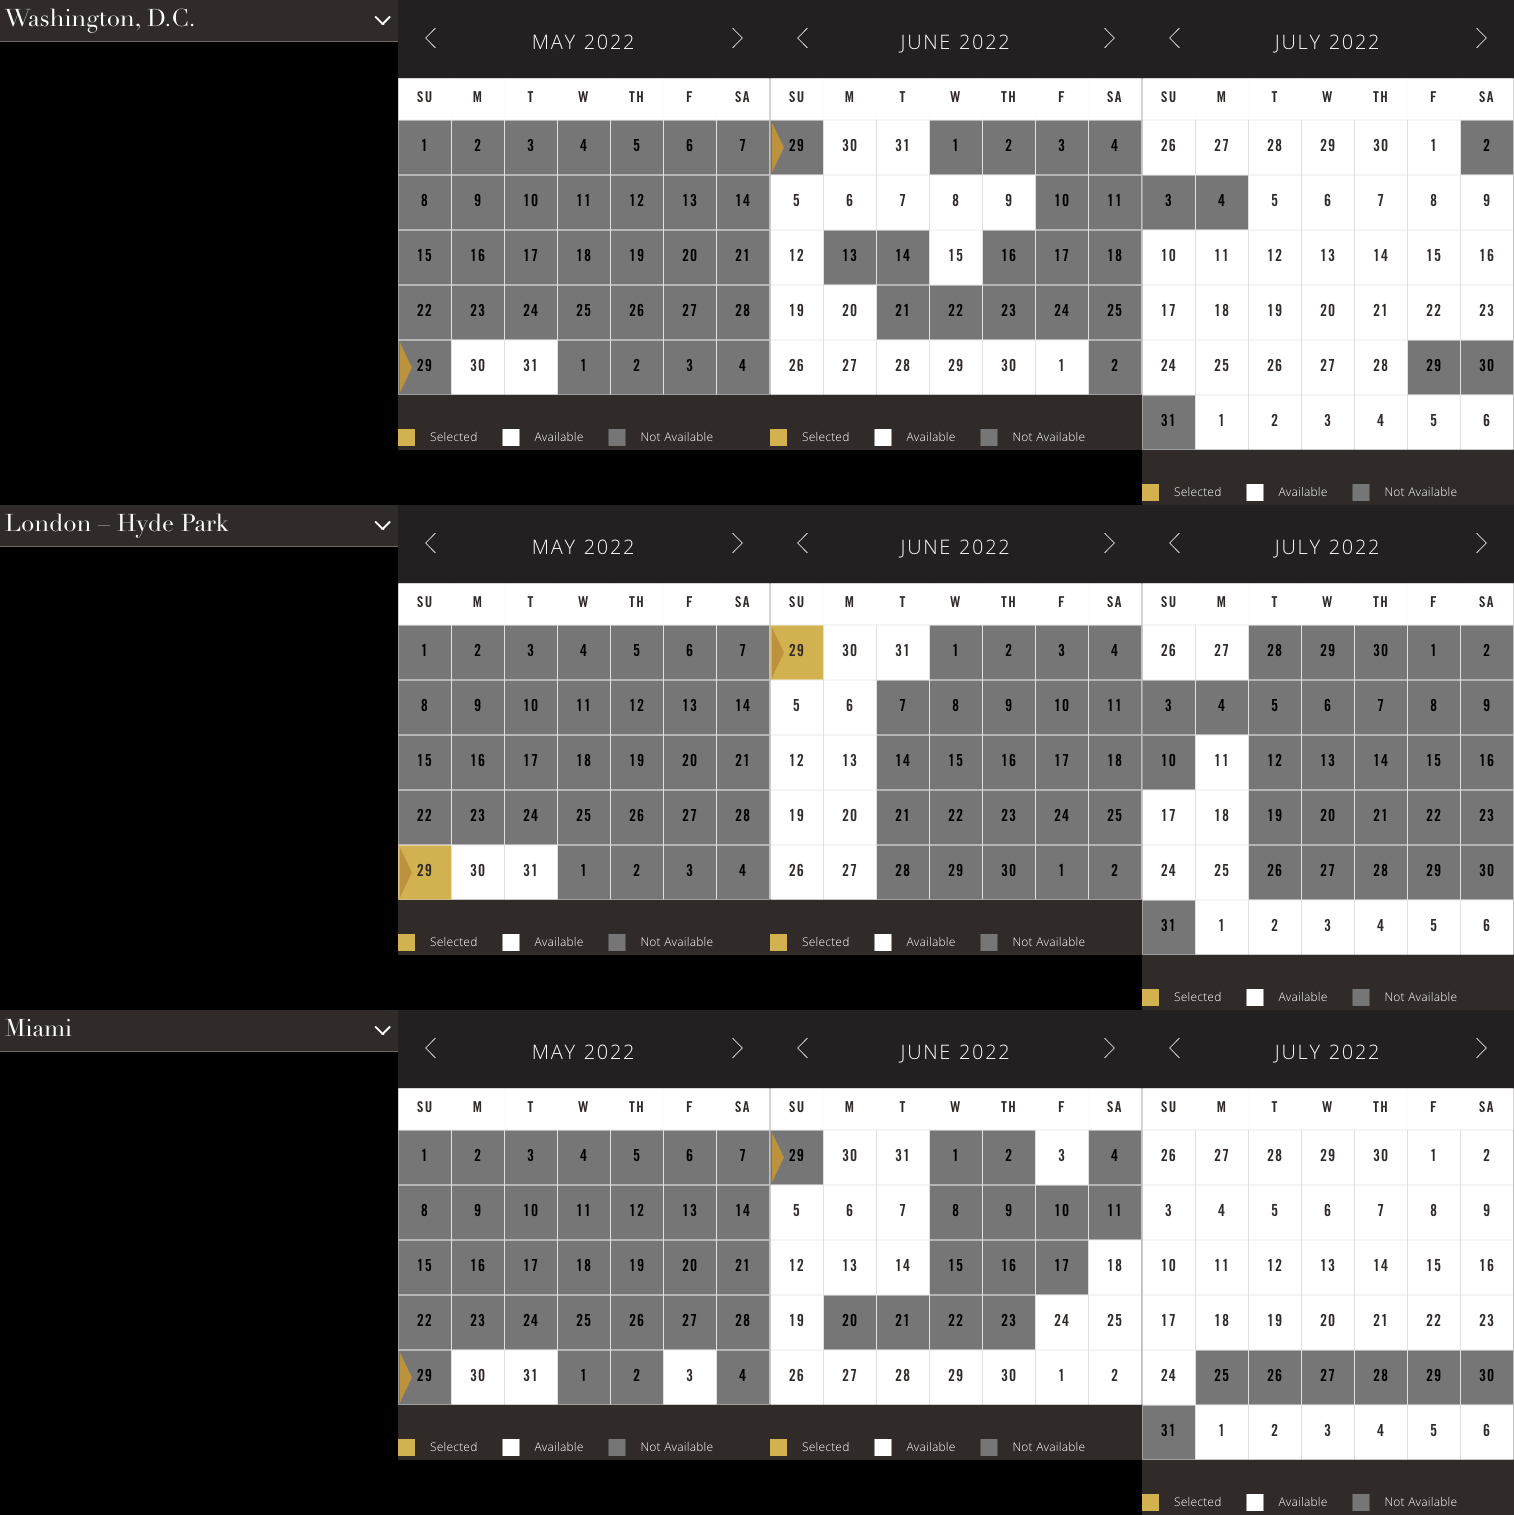 Washington, D.C.
MAY 2022 JUNE 2022 JULY 2022
SU M T W TH F SA SU M T W TH F SA SU M T W TH F SA
1 2 3 4 5 6 7 29 30 31 1 2 3 4 26 27 28 29 30 1 2
8 9 10 11 12 13 14 5 6 7 8 9 10 11 3 4 5 6 7 8 9
15 16 17 18 19 20 21 12 13 14 15 16 17 18 10 11 12 13 14 15 16
22 23 24 25 26 27 28 19 20 21 22 23 24 25 17 18 19 20 21 22 23
29 30 31 1 2 3 4 26 27 28 29 30 1 2 24 25 26 27 28 29 30
31 1 2 3 4 5 6
Selected Available Not Available Selected Available Not Available
Selected Available Not Available
London – Hyde Park
MAY 2022 JUNE 2022 JULY 2022
SU M T W TH F SA SU M T W TH F SA SU M T W TH F SA
1 2 3 4 5 6 7 29 30 31 1 2 3 4 26 27 28 29 30 1 2
8 9 10 11 12 13 14 5 6 7 8 9 10 11 3 4 5 6 7 8 9
15 16 17 18 19 20 21 12 13 14 15 16 17 18 10 11 12 13 14 15 16
22 23 24 25 26 27 28 19 20 21 22 23 24 25 17 18 19 20 21 22 23
29 30 31 1 2 3 4 26 27 28 29 30 1 2 24 25 26 27 28 29 30
31 1 2 3 4 5 6
Selected Available Not Available Selected Available Not Available
Selected Available Not Available
Miami
MAY 2022 JUNE 2022 JULY 2022
SU M T W TH F SA SU M T W TH F SA SU M T W TH F SA
1 2 3 4 5 6 7 29 30 31 1 2 3 4 26 27 28 29 30 1 2
8 9 10 11 12 13 14 5 6 7 8 9 10 11 3 4 5 6 7 8 9
15 16 17 18 19 20 21 12 13 14 15 16 17 18 10 11 12 13 14 15 16
22 23 24 25 26 27 28 19 20 21 22 23 24 25 17 18 19 20 21 22 23
29 30 31 1 2 3 4 26 27 28 29 30 1 2 24 25 26 27 28 29 30
31 1 2 3 4 5 6
Selected Available Not Available Selected Available Not Available
Selected Available Not Available